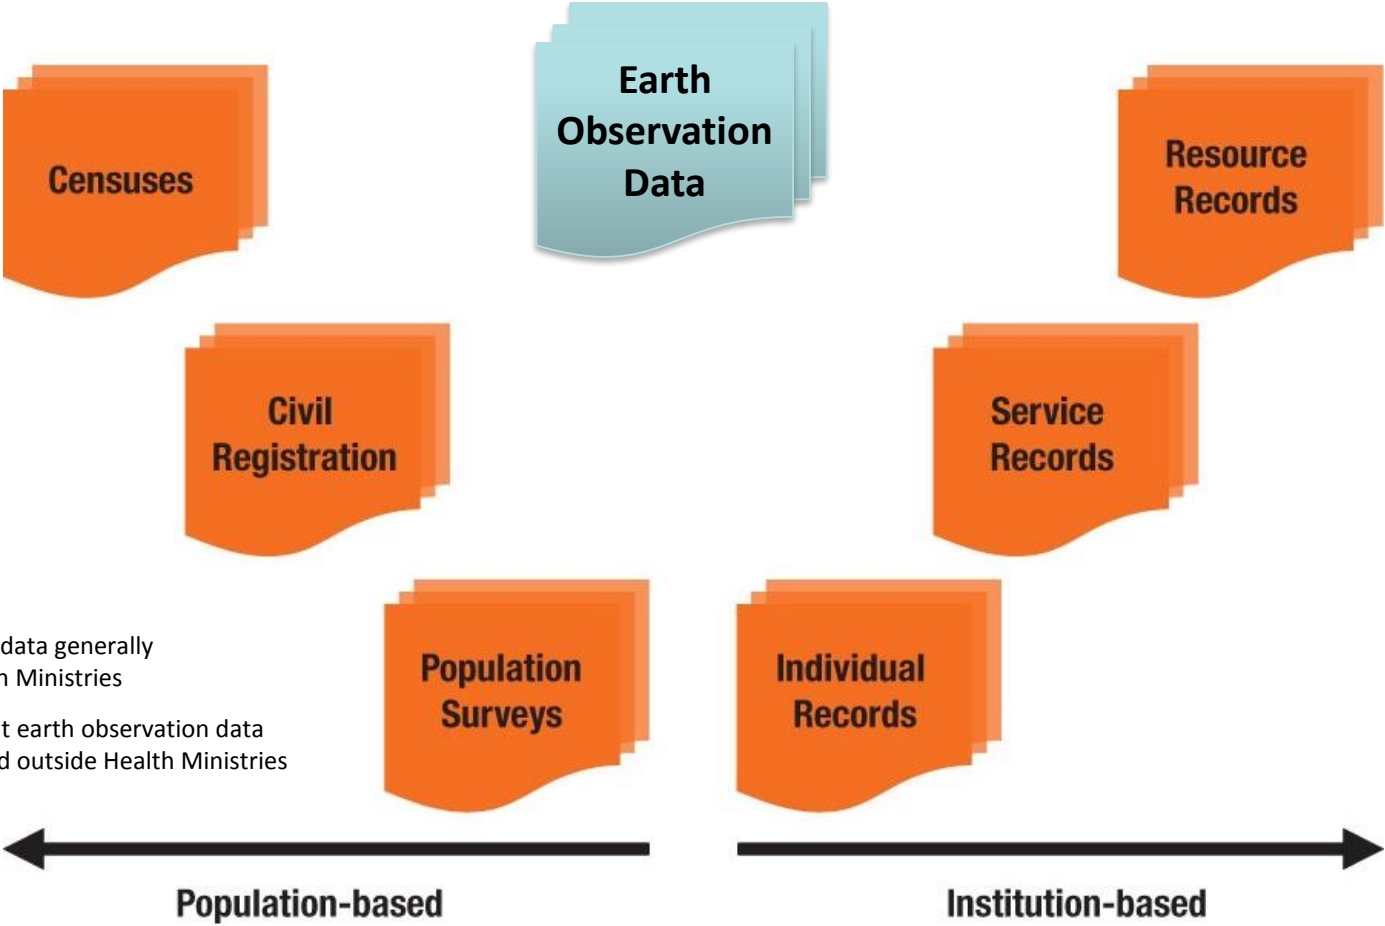 Earth
Observation
Data
Censuses
Resource
Records
Civil
Registration
Service
Records
Population
Surveys
Individual
Records
data generally
Ministries
earth observation data
outside Health Ministries
Population-based
Institution-based